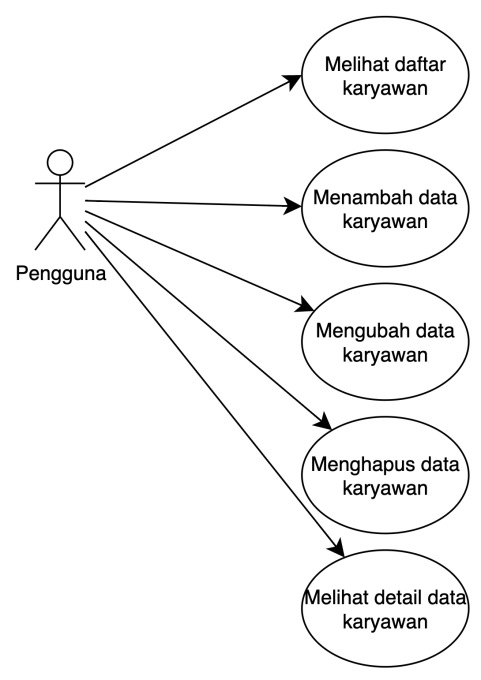 Melihat daftar
karyawan
Menambah data
karyawan
Pengguna
Mengubah data
karyawan
Menghapus data
karyawan
Melihat detail data
karyawan